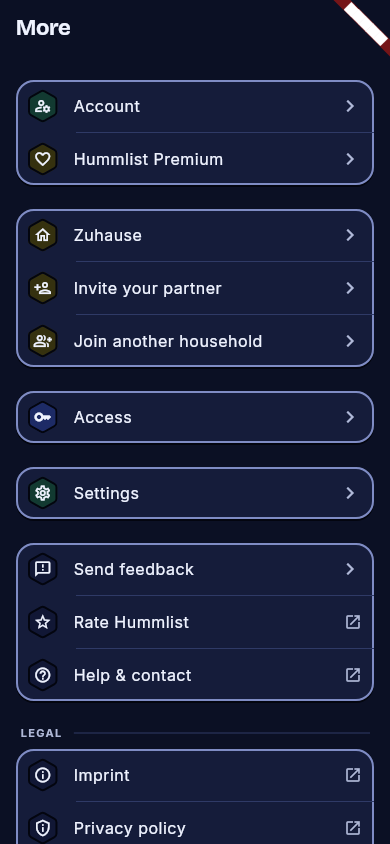 More
Account
Hummlist Premium
Zuhause
Invite your partner
Join another household
Access
Settings
Send feedback
Rate Hummlist
Help & contact
LEGAL
Imprint
Privacy policy